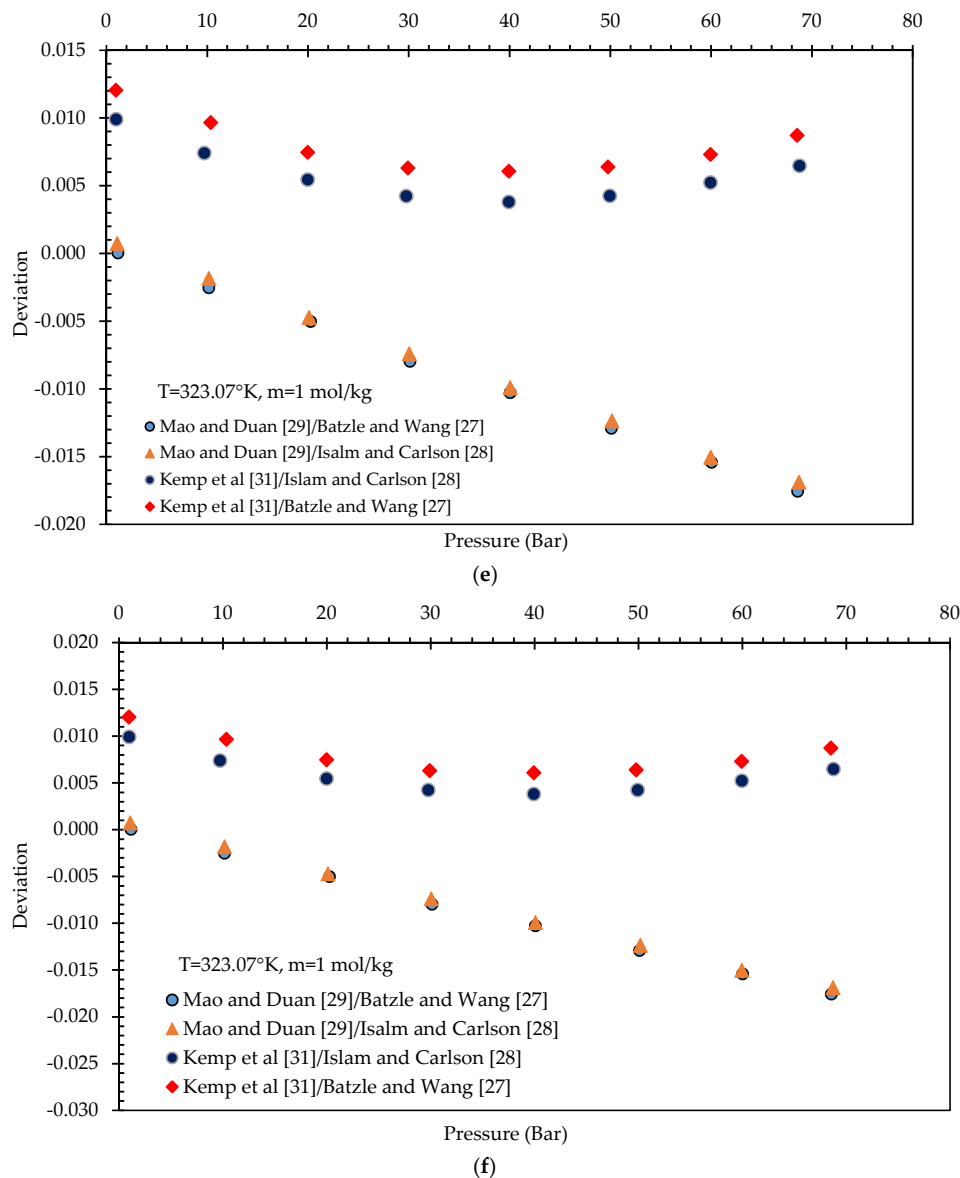 0 10 20 30 40 50 60 70 80
0.015
0.010
0.005
0.000
-0.005
-0.010
-0.015
-0.020
Deviation
T=323.07°K, m=1 mol/kg
Mao and Duan [29]/Batzle and Wang [27]
Mao and Duan [29]/Isalm and Carlson [28]
Kemp et al [31]/Islam and Carlson [28]
Kemp et al [31]/Batzle and Wang [27]
Pressure (Bar)
(e)
0 10 20 30 40 50 60 70 80
0.020
0.015
0.010
0.005
0.000
-0.005
-0.010
-0.015
-0.020
-0.025
-0.030
Deviation
T=323.07°K, m=1 mol/kg
Mao and Duan [29]/Batzle and Wang [27]
Mao and Duan [29]/Isalm and Carlson [28]
Kemp et al [31]/Islam and Carlson [28]
Kemp et al [31]/Batzle and Wang [27]
Pressure (Bar)
(f)